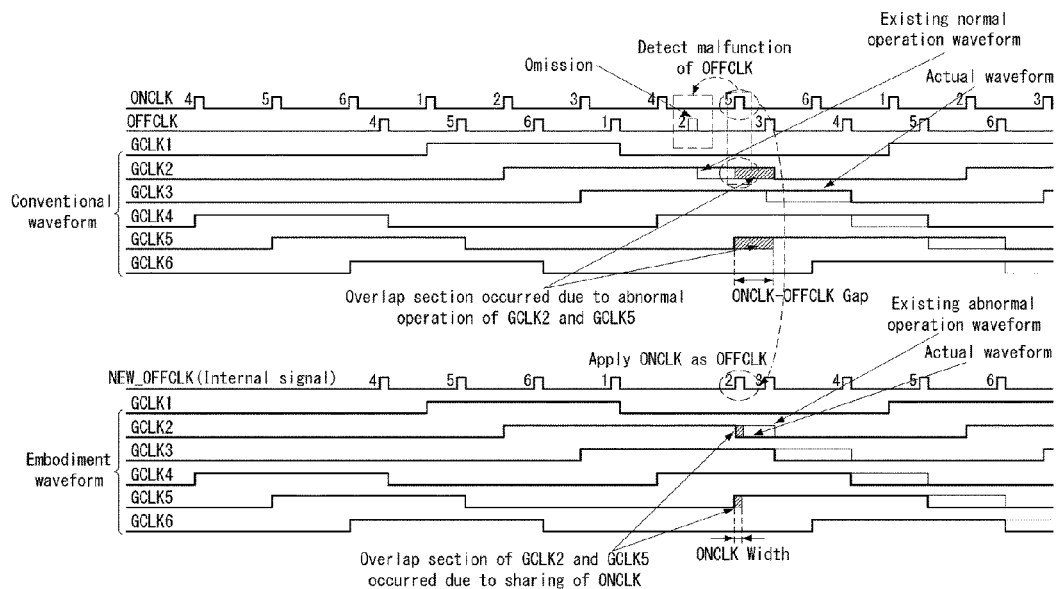 Existing normal
operation waveform
Detect malfunction
of OFFCLK
Omission
Actual waveform
ONCLK 4 5 6 1 2 3 4 5 6 1 2 3
OFFCLK 4 5 6 1 2 3 4 5 6
GCLK1
GCLK2
GCLK3
Conventional
waveform
GCLK4
GCLK5
GCLK6
Overlap section occurred due to abnormal
operation of GCLK2 and GCLK5
ONCLK-OFFCLK Gap
Existing abnormal
operation waveform
Apply ONCLK as OFFCLK
Actual waveform
NEW_OFFCLK(Internal signal) 4 5 6 1 2 3 4 5 6
GCLK1
GCLK2
GCLK3
Embodiment
waveform
GCLK4
GCLK5
GCLK6
Overlap section of GCLK2 and GCLK5
occurred due to sharing of ONCLK
ONCLK Width